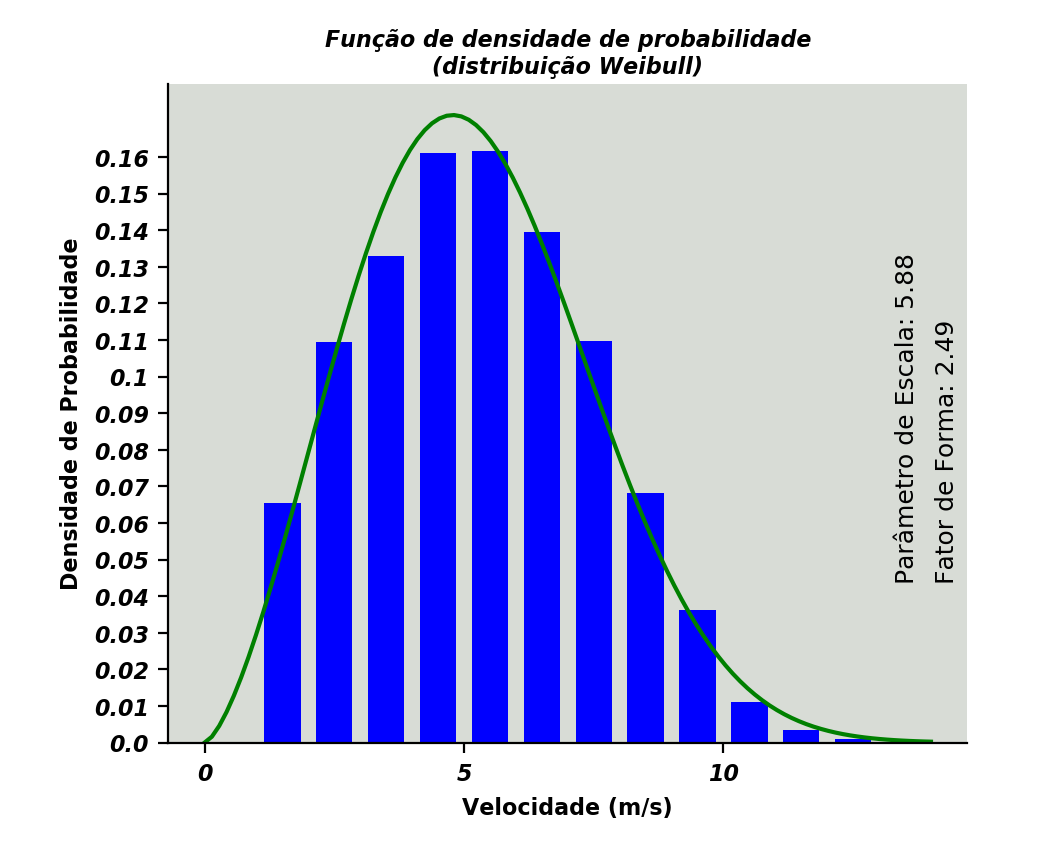 Função de densidade de probabilidade
(distribuição Weibull)
Densidade de Probabilidade
0.16
0.15
0.14
0.13
0.12
0.11
0.1
0.09
0.08
0.07
0.06
0.05
0.04
0.03
0.02
0.01
0.0
0 5 10
Velocidade (m/s)
Parâmetro de Escala: 5.88
Fator de Forma: 2.49